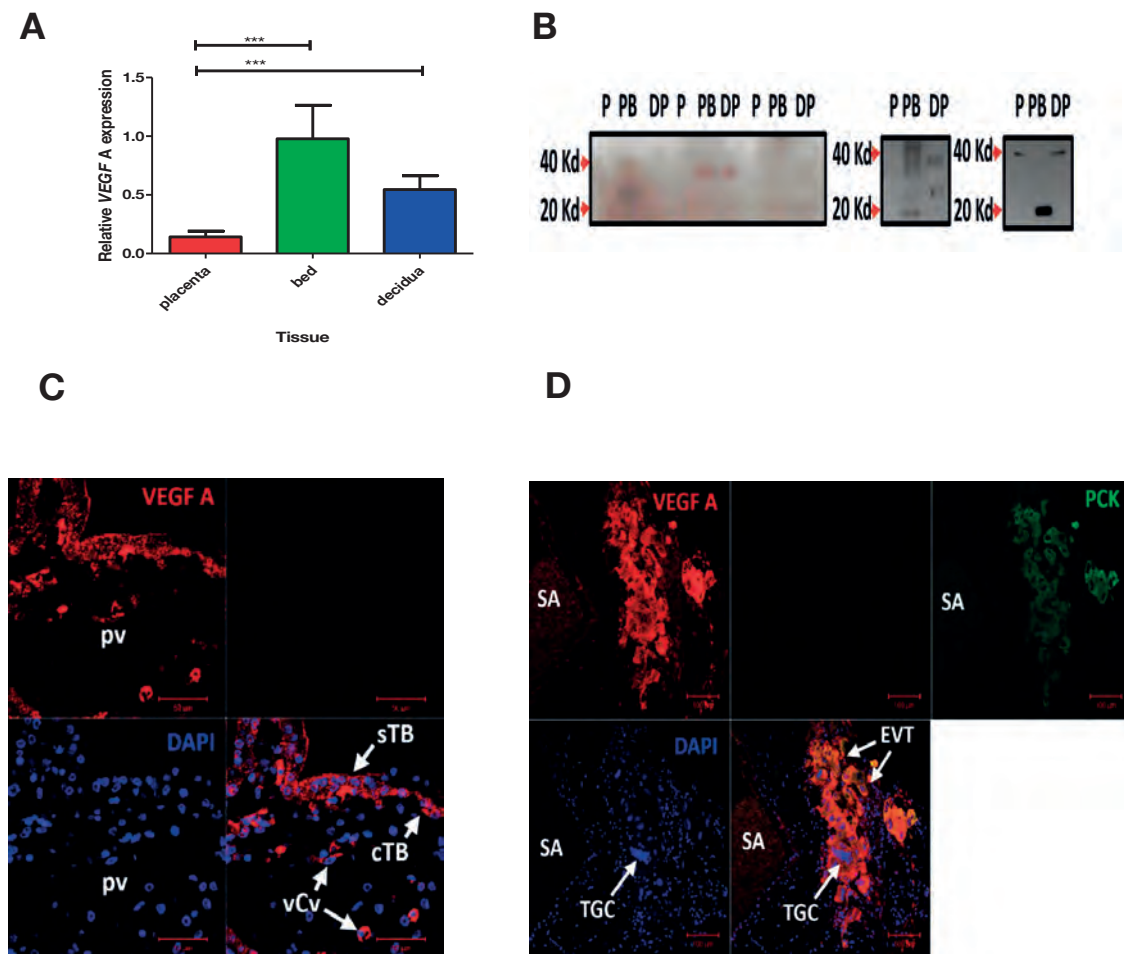 A
***
***
Relative VEGF A expression
1.5
1.0
0.5
0.0
placenta
bed
decidua
Tissue
B
P PB DP P PB DP P PB DP
40 Kd
20 Kd
P PB DP
40 Kd
20 Kd
P PB DP
40 Kd
20 Kd
C
VEGF A
pv
50 µm
DAPI
pv
sTB
cTB
vCv
D
VEGF A
SA
PCK
SA
DAPI
SA
TGC
EVT
SA
TGC